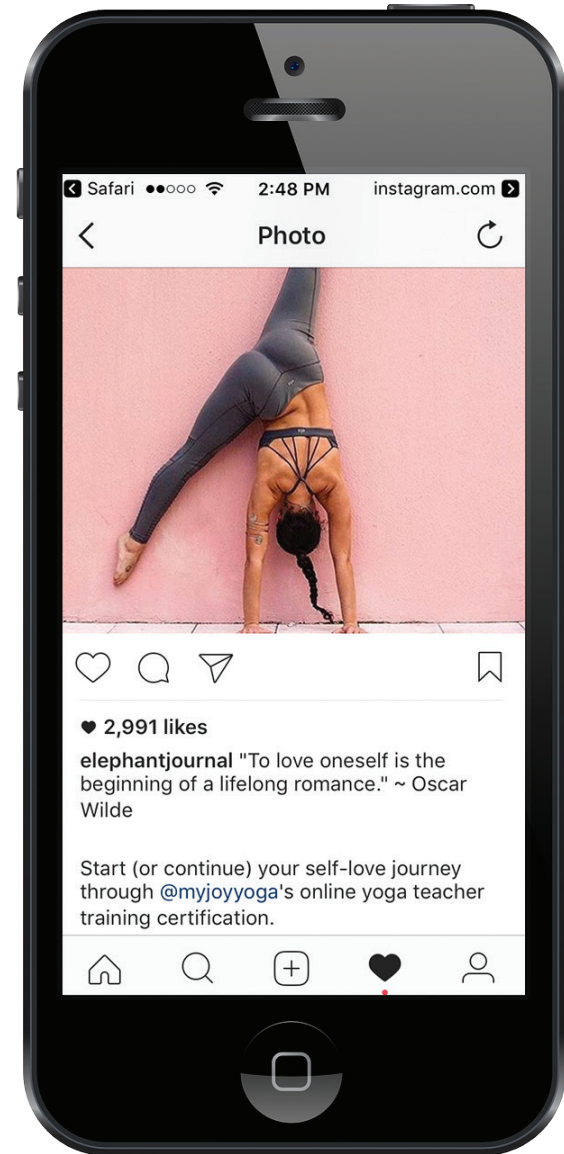 Safari 2:48 PM instagram.com
Photo
2,991 likes
elephantjournal "To love oneself is the
beginning of a lifelong romance." ~ Oscar
Wilde
Start (or continue) your self-love journey
through @myjoyyoga's online yoga teacher
training certification.